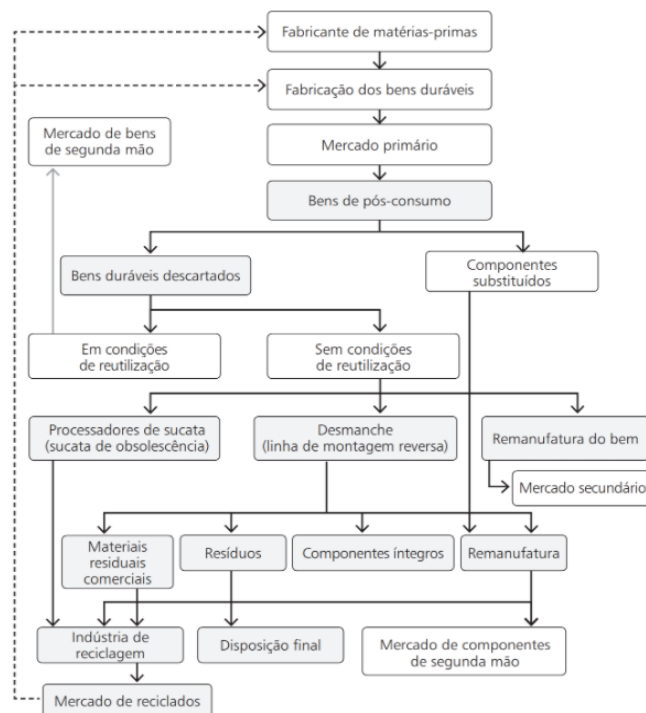 Fabricante de matérias-primas
Fabricação dos bens duráveis
Mercado de bens
de segunda mão
Mercado primário
Bens de pós-consumo
Bens duráveis descartados
Componentes
substituídos
Em condições
de reutilização
Sem condições
de reutilização
Processadores de sucata
(sucata de obsolescência)
Desmanche
(linha de montagem reversa)
Remanufatura do bem
Mercado secundário
Materiais
residuais
comerciais
Resíduos
Componentes íntegros
Remanufatura
Indústria de
reciclagem
Disposição final
Mercado de componentes
de segunda mão
Mercado de reciclados